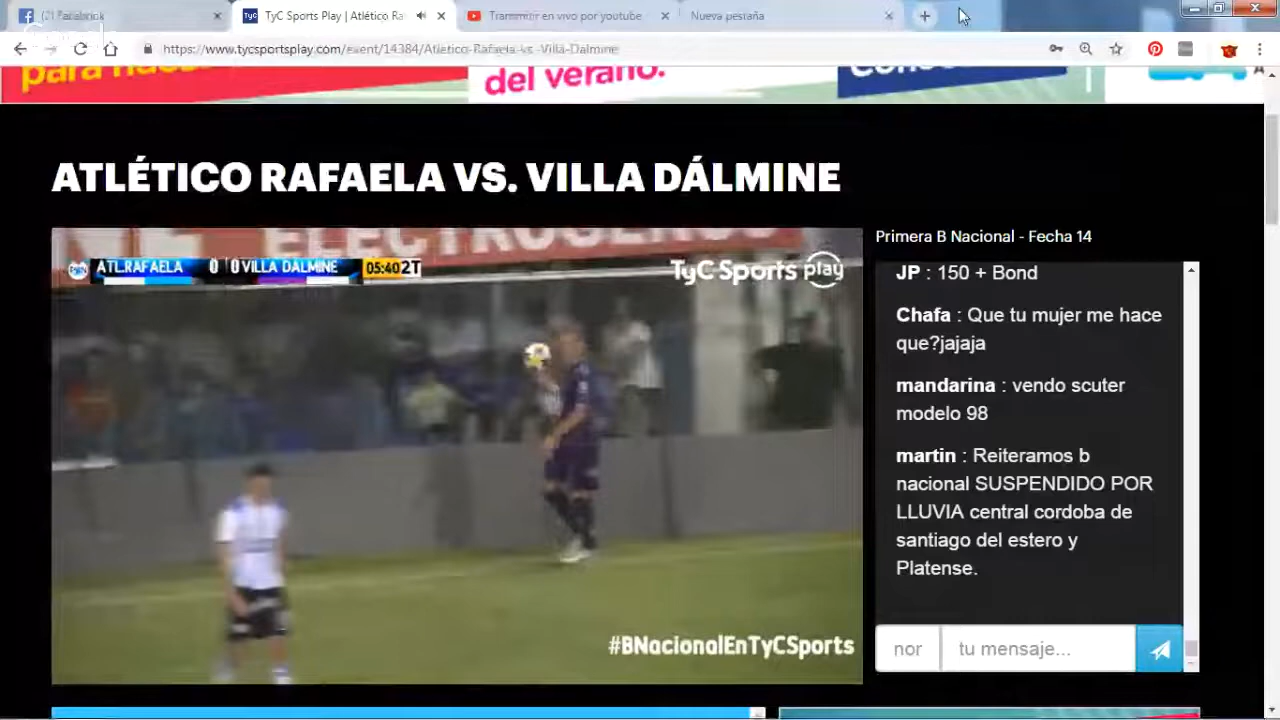 (2) Facebook
TyC Sports Play | Atlético Ra
Trammitir en vivo por youtube
Nueva pestaña
https://www.tycsportsplay.com/event/14384/Atletico-Rafaela-vs.-Villa-Dalmine
del verano.
ATLÉTICO RAFAELA VS. VILLA DÁLMINE
ELECTROGENOS
ATL.RAFAELA 0 0 VILLA DALMINE 05:40 2T
TyC Sports play
#BNacionalEnTyCSports
Primera B Nacional - Fecha 14
JP : 150 + Bond
Chafa : Que tu mujer me hace
que?jajaja
mandarina : vendo scuter
modelo 98
martin : Reiteramos b
nacional SUSPENDIDO POR
LLUVIA central cordoba de
santiago del estero y
Platense.
nor
tu mensaje...